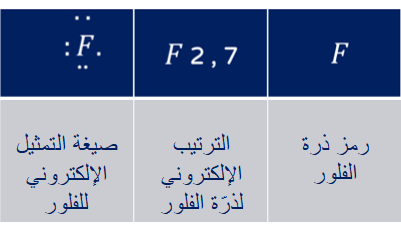 F
F 2 , 7
:F.
رمز ذرة
الفلور
الترتيب
الإلكتروني
لذرّة الفلور
صيغة التمثيل
الإلكتروني
للفلور